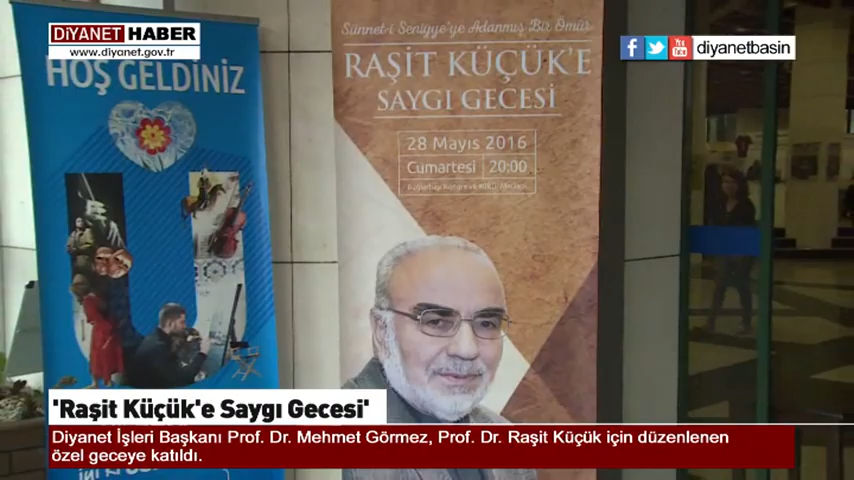 DİYANET HABER
www.diyanet.gov.tr
diyanetbasin
HOŞ GELDİNİZ
Sünnet-i Seniyye'ye Adanmış Bir Ömür
RAŞİT KÜÇÜK'E
SAYGI GECESİ
28 Mayıs 2016
Cumartesi 20:00
'Raşit Küçük'e Saygı Gecesi'
Diyanet İşleri Başkanı Prof. Dr. Mehmet Görmez, Prof. Dr. Raşit Küçük için düzenlenen
özel geceye katıldı.